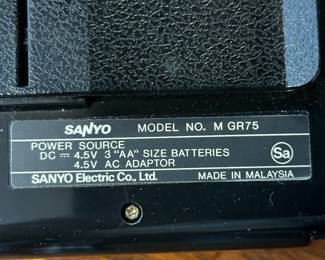 SANYO MODEL NO. M GR75
POWER SOURCE
DC ⎓ 4.5V 3 "AA" SIZE BATTERIES
4.5V AC ADAPTOR
Sa
SANYO Electric Co., Ltd. MADE IN MALAYSIA